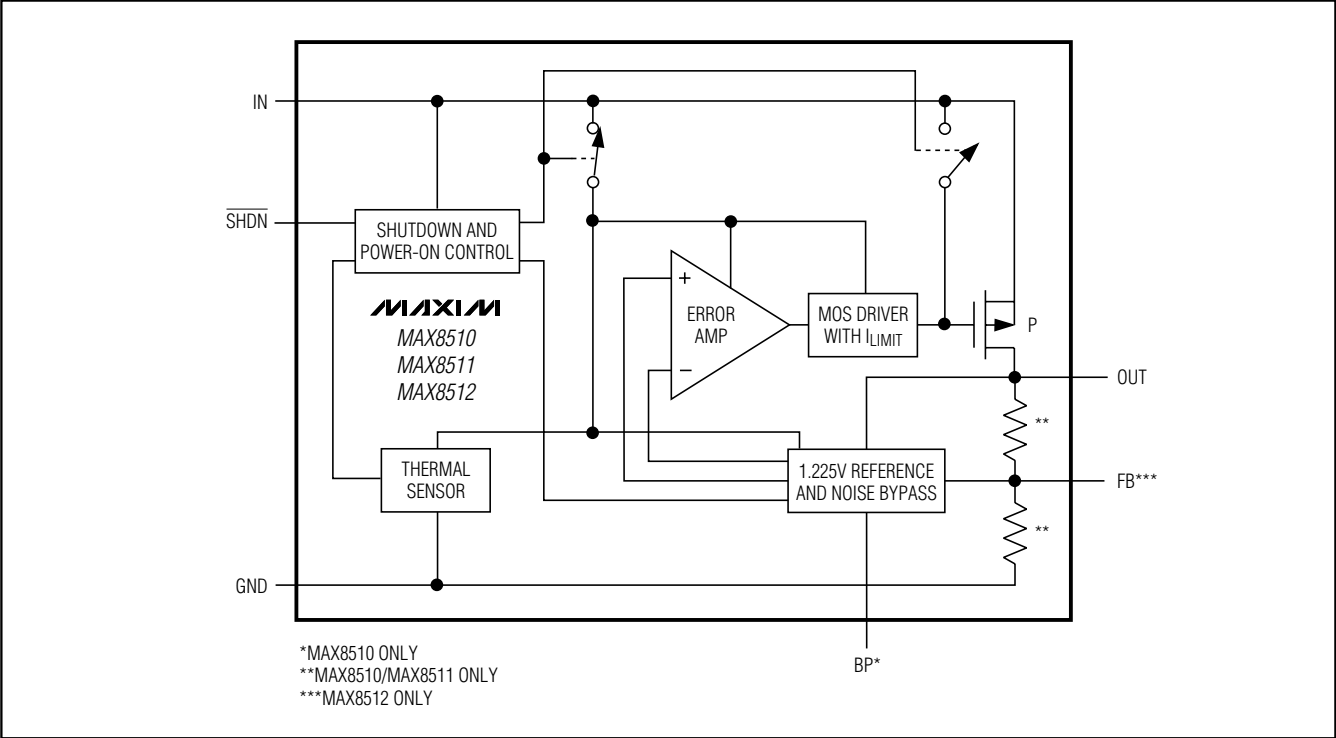 IN
SHDN
SHUTDOWN AND
POWER-ON CONTROL
MAXIM
MAX8510
MAX8511
MAX8512
+
ERROR
AMP
−
MOS DRIVER
WITH ILIMIT
P
OUT
**
THERMAL
SENSOR
1.225V REFERENCE
AND NOISE BYPASS
FB***
**
GND
BP*
*MAX8510 ONLY
**MAX8510/MAX8511 ONLY
***MAX8512 ONLY